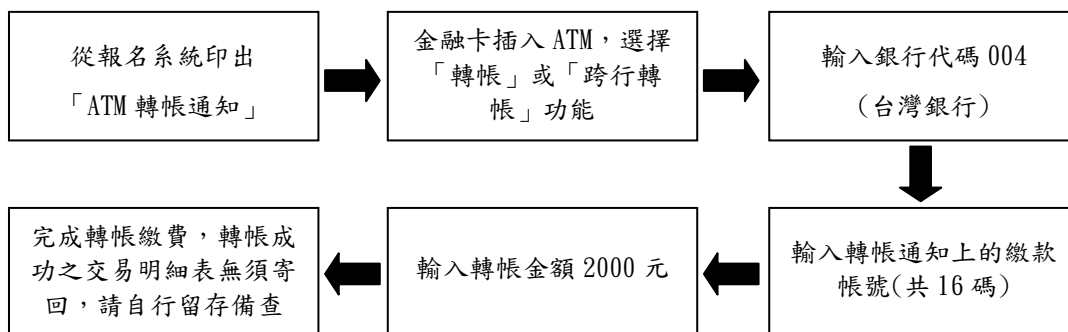 從報名系統印出
「ATM 轉帳通知」
金融卡插入 ATM，選擇
「轉帳」或「跨行轉
帳」功能
輸入銀行代碼 004
(台灣銀行)
輸入轉帳通知上的繳款
帳號(共 16 碼)
輸入轉帳金額 2000 元
完成轉帳繳費，轉帳成
功之交易明細表無須寄
回，請自行留存備查